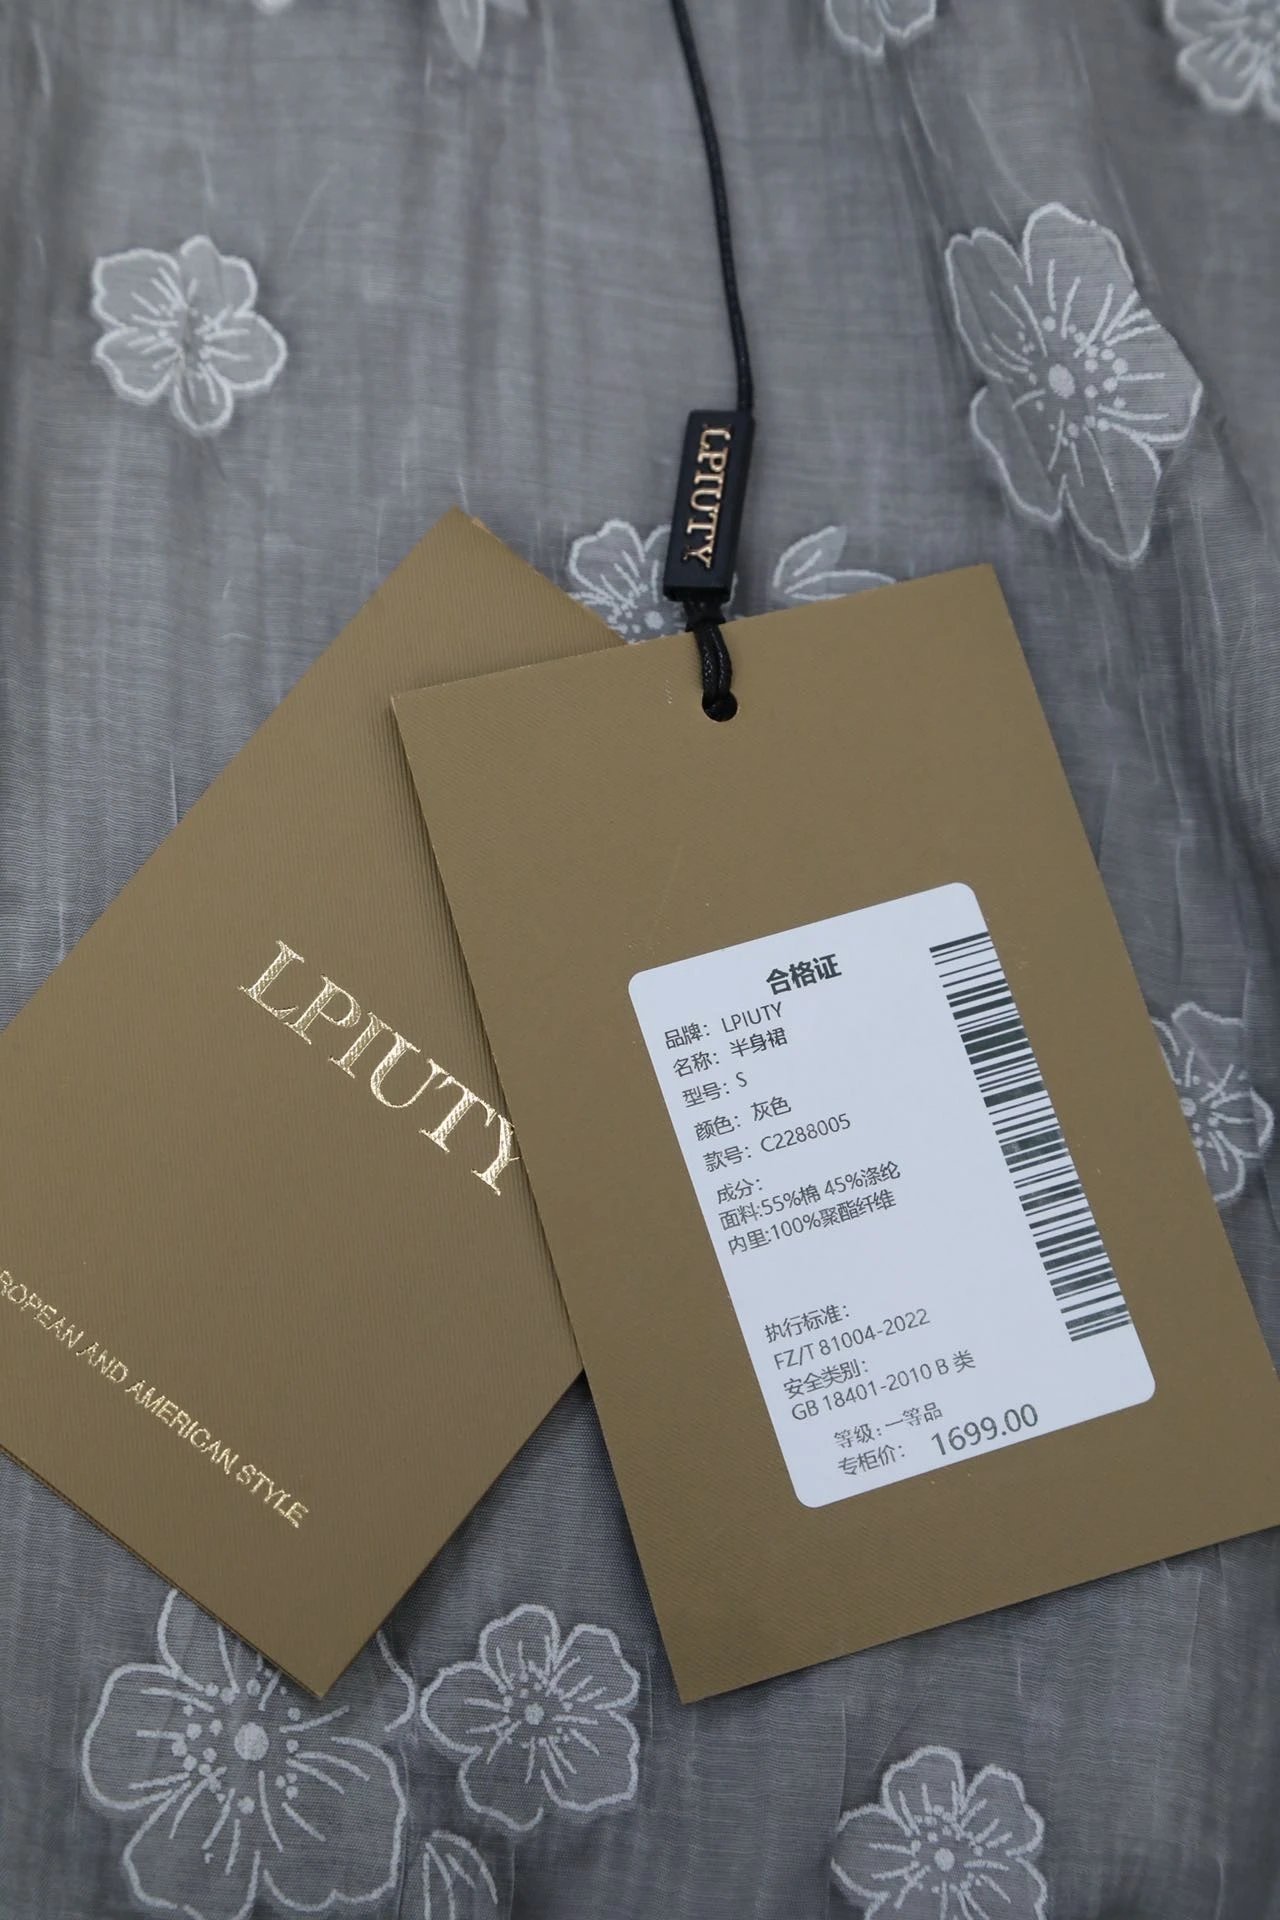 LPIUTY
LPIUTY
ROPEAN AND AMERICAN STYLE
合格证
品牌: LPIUTY
名称: 半身裙
型号: S
颜色: 灰色
款号: C2288005
成分:
面料:55%棉 45%涤纶
内里:100%聚酯纤维
执行标准:
FZ/T 81004-2022
安全类别:
GB 18401-2010 B 类
等级: 一等品
专柜价: 1699.00